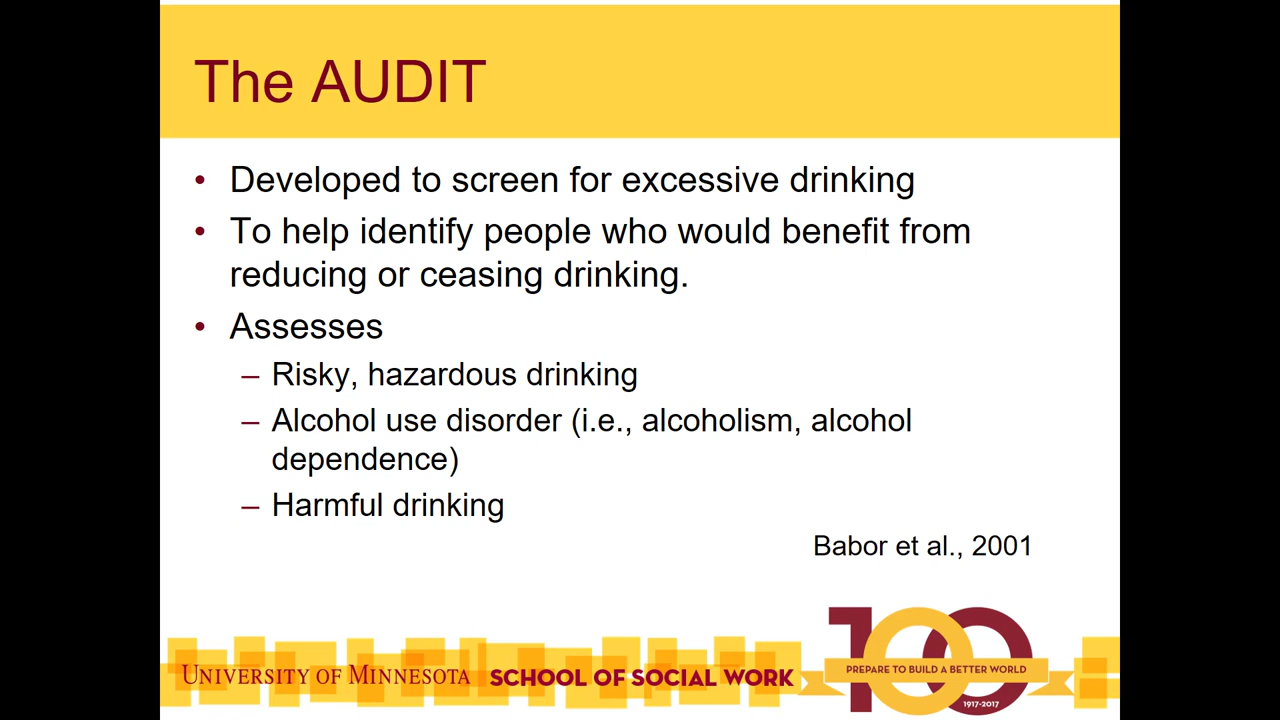 The AUDIT
• Developed to screen for excessive drinking
• To help identify people who would benefit from
reducing or ceasing drinking.
• Assesses
– Risky, hazardous drinking
– Alcohol use disorder (i.e., alcoholism, alcohol
dependence)
– Harmful drinking
Babor et al., 2001
UNIVERSITY OF MINNESOTA SCHOOL OF SOCIAL WORK
100
PREPARE TO BUILD A BETTER WORLD
1917-2017